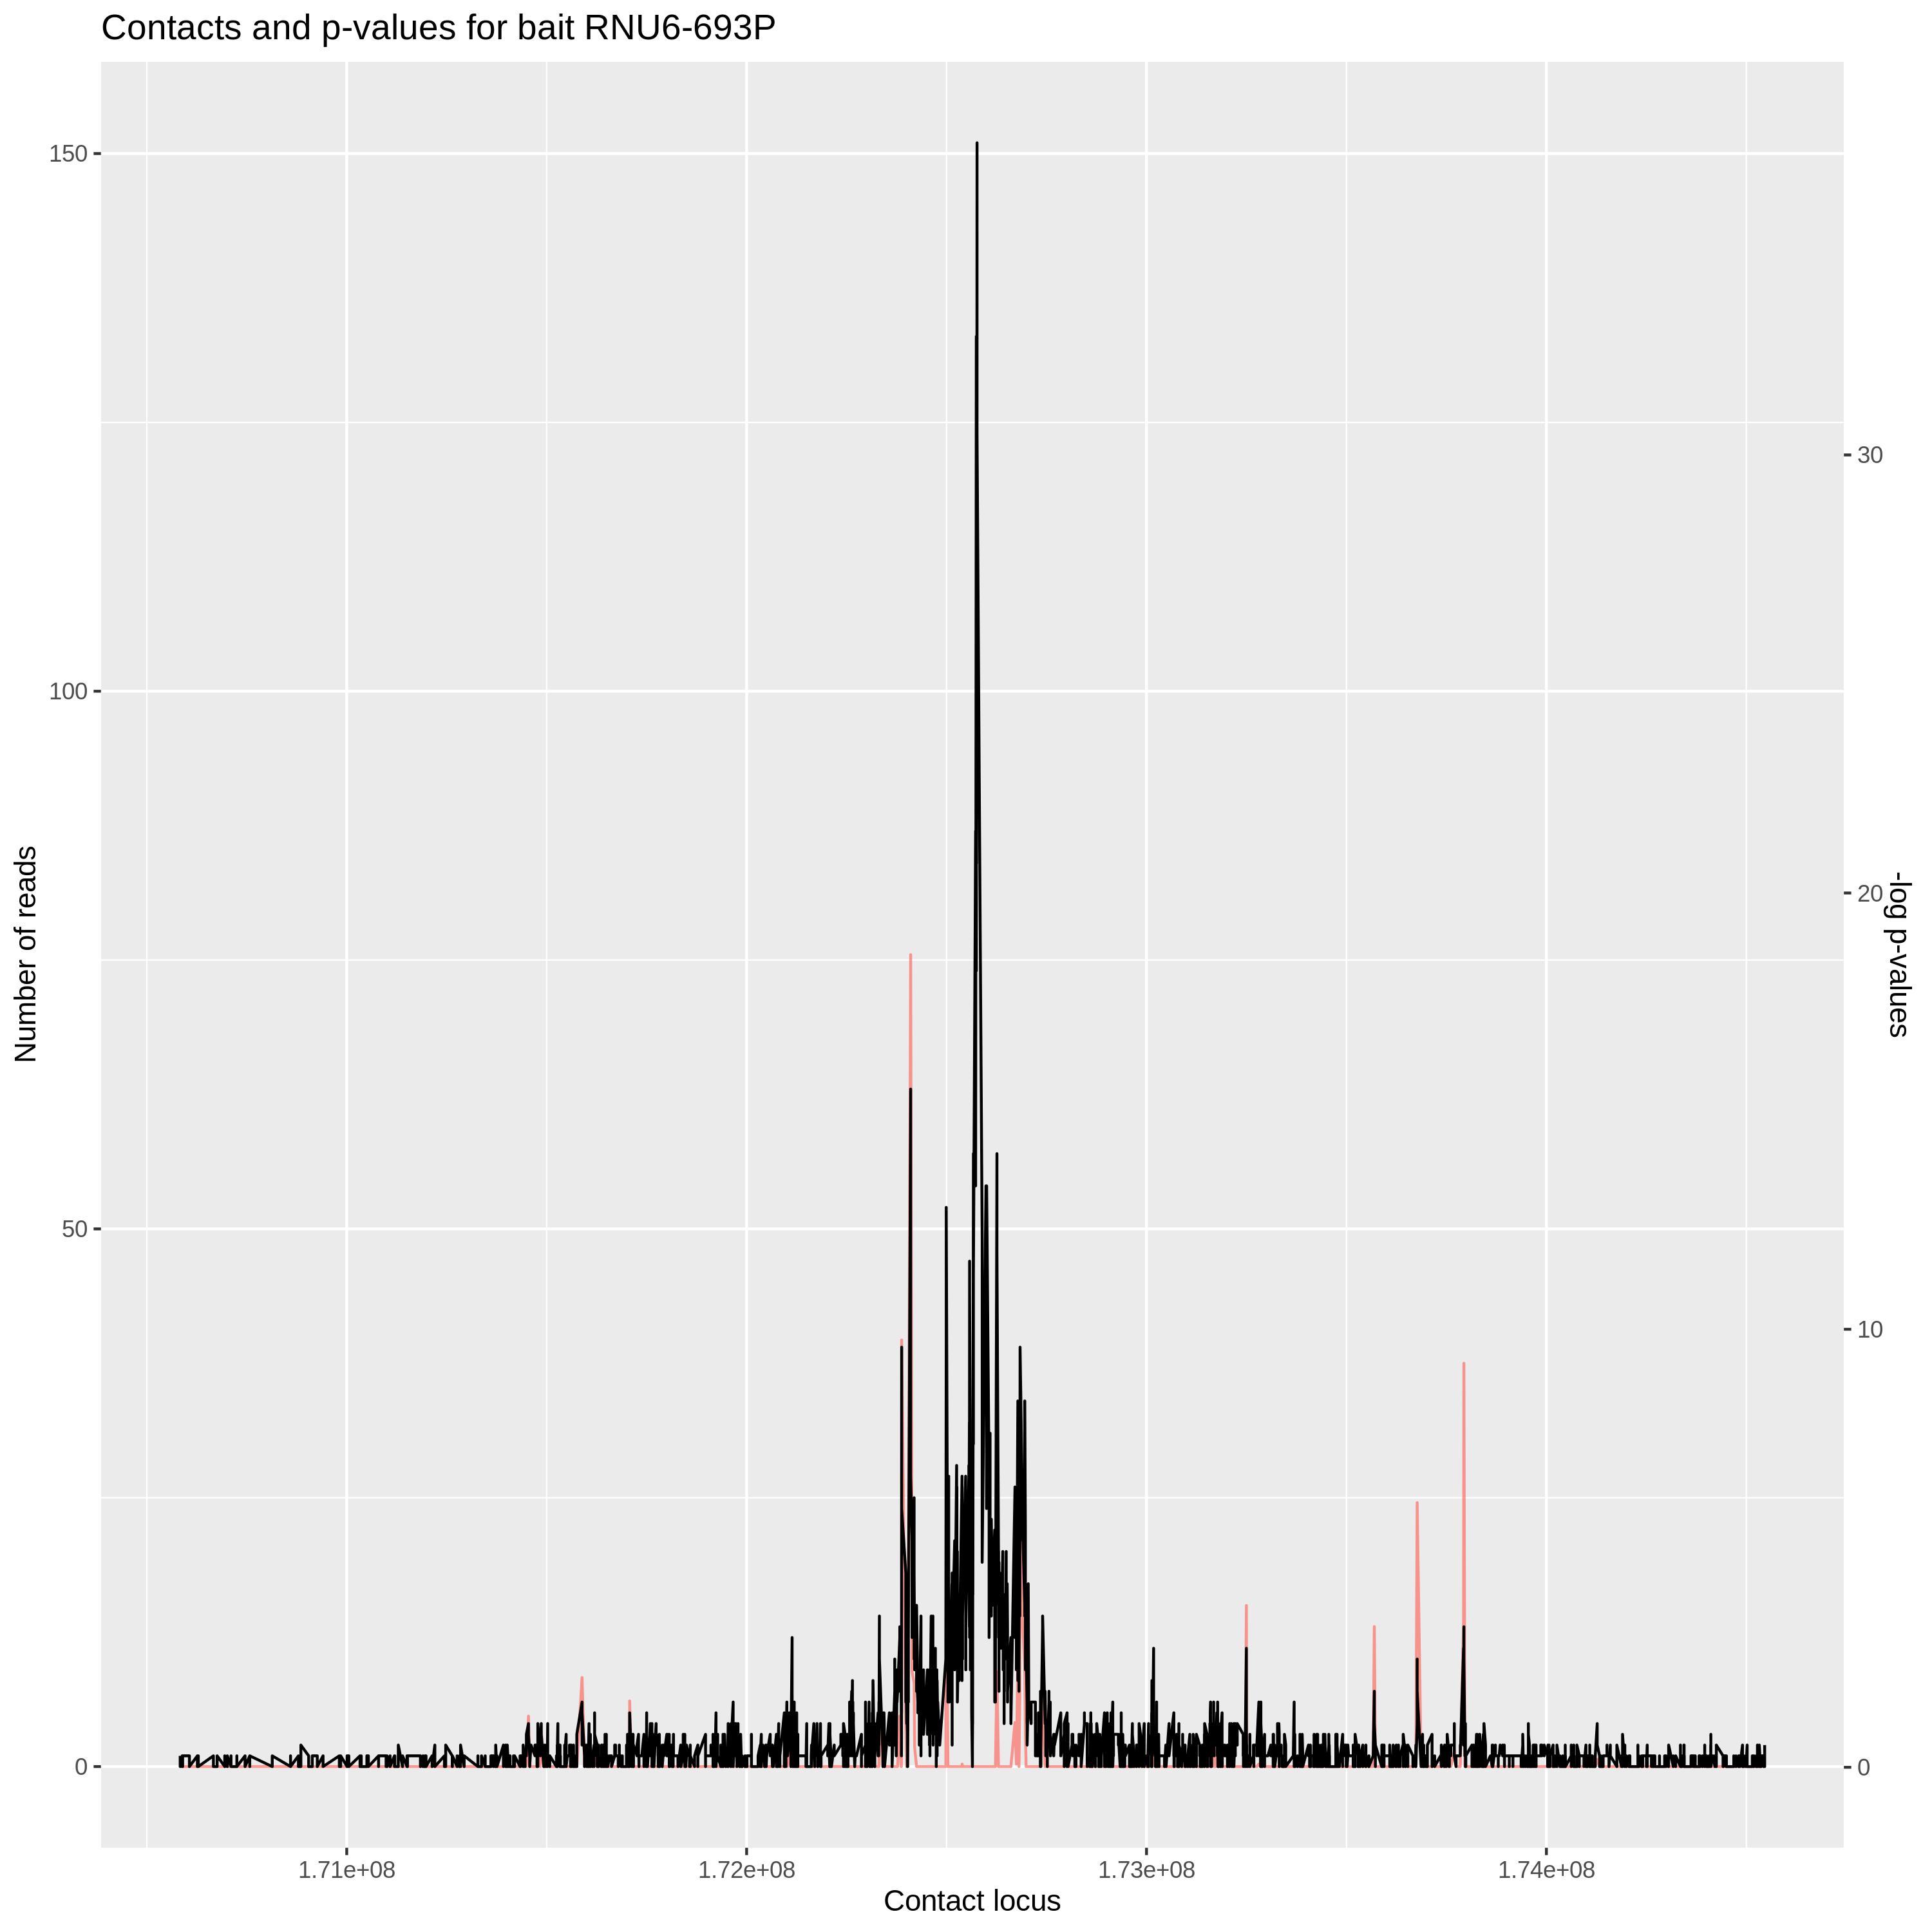 Contacts and p-values for bait RNU6-693P
150
100
50
0
Number of reads
30
20
10
0
-log p-values
1.71e+08
1.72e+08
1.73e+08
1.74e+08
Contact locus